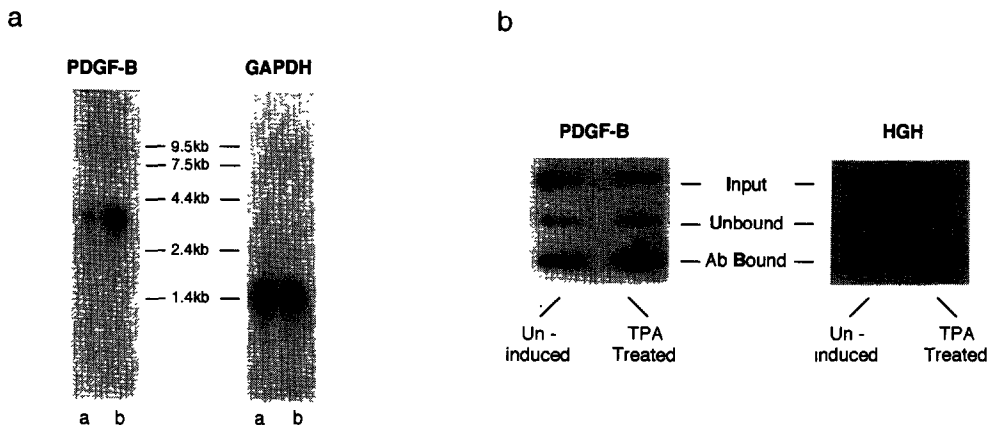 a
b
PDGF-B
GAPDH
9.5kb
7.5kb
4.4kb
2.4kb
1.4kb
a b
a b
PDGF-B
HGH
Input
Unbound
Ab Bound
Un -
induced
TPA
Treated
Un -
induced
TPA
Treated